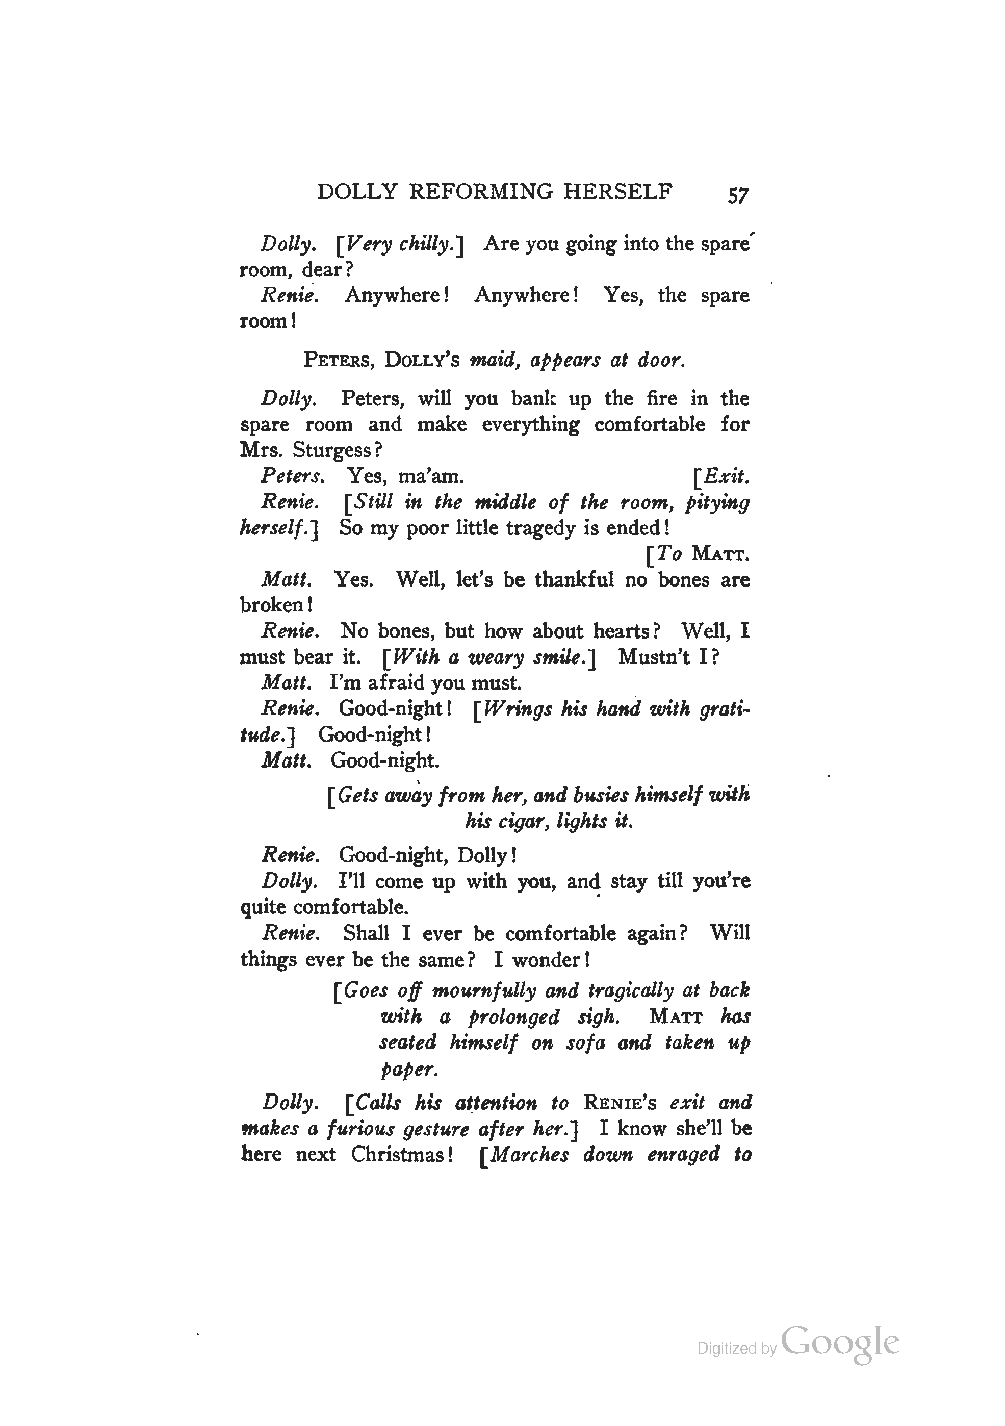 DOLLY REFORMING HERSELF 57
Dolly. [Very chilly.] Are you going into the spare
room, dear?
Renie. Anywhere! Anywhere! Yes, the spare
room!
PETERS, DOLLY'S maid, appears at door.
Dolly. Peters, will you bank up the fire in the
spare room and make everything comfortable for
Mrs. Sturgess?
Peters. Yes, ma'am. [Exit.
Renie. [Still in the middle of the room, pitying
herself.] So my poor little tragedy is ended!
[To MATT.
Matt. Yes. Well, let's be thankful no bones are
broken!
Renie. No bones, but how about hearts? Well, I
must bear it. [With a weary smile.] Mustn't I?
Matt. I'm afraid you must.
Renie. Good-night! [Wrings his hand with grati-
tude.] Good-night!
Matt. Good-night.
[Gets away from her, and busies himself with
his cigar, lights it.
Renie. Good-night, Dolly!
Dolly. I'll come up with you, and stay till you're
quite comfortable.
Renie. Shall I ever be comfortable again? Will
things ever be the same? I wonder!
[Goes off mournfully and tragically at back
with a prolonged sigh. MATT has
seated himself on sofa and taken up
paper.
Dolly. [Calls his attention to RENIE'S exit and
makes a furious gesture after her.] I know she'll be
here next Christmas! [Marches down enraged to
Digitized by Google